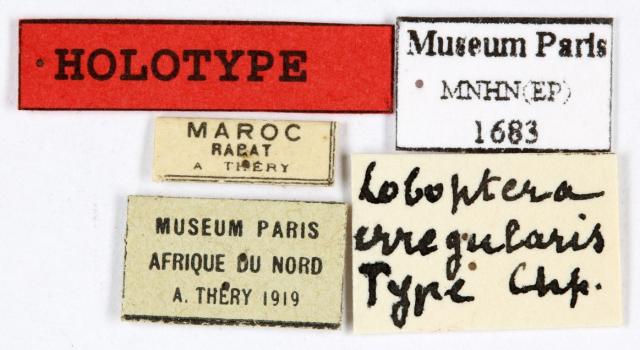 HOLOTYPE
Museum Paris
MNHN(EP)
1683
MAROC
RABAT
A THÉRY
MUSEUM PARIS
AFRIQUE DU NORD
A. THÉRY 1919
Loboptera
irregularis
Type Chp.